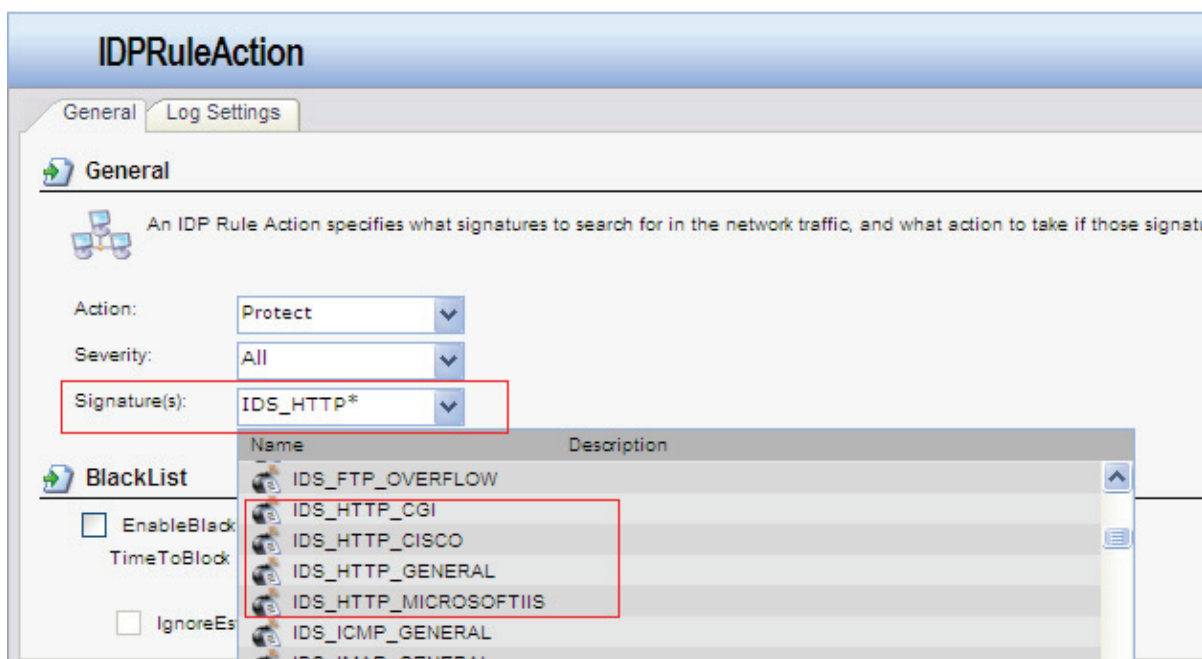 IDPRuleAction
General Log Settings
General
An IDP Rule Action specifies what signatures to search for in the network traffic, and what action to take if those
Action: Protect
Severity: All
Signature(s): IDS_HTTP*
Name Description
IDS_FTP_OVERFLOW
BlackList
IDS_HTTP_CGI
IDS_HTTP_CISCO
TimeToBlock
IDS_HTTP_GENERAL
IDS_HTTP_MICROSOFTIIS
IDS_ICMP_GENERAL